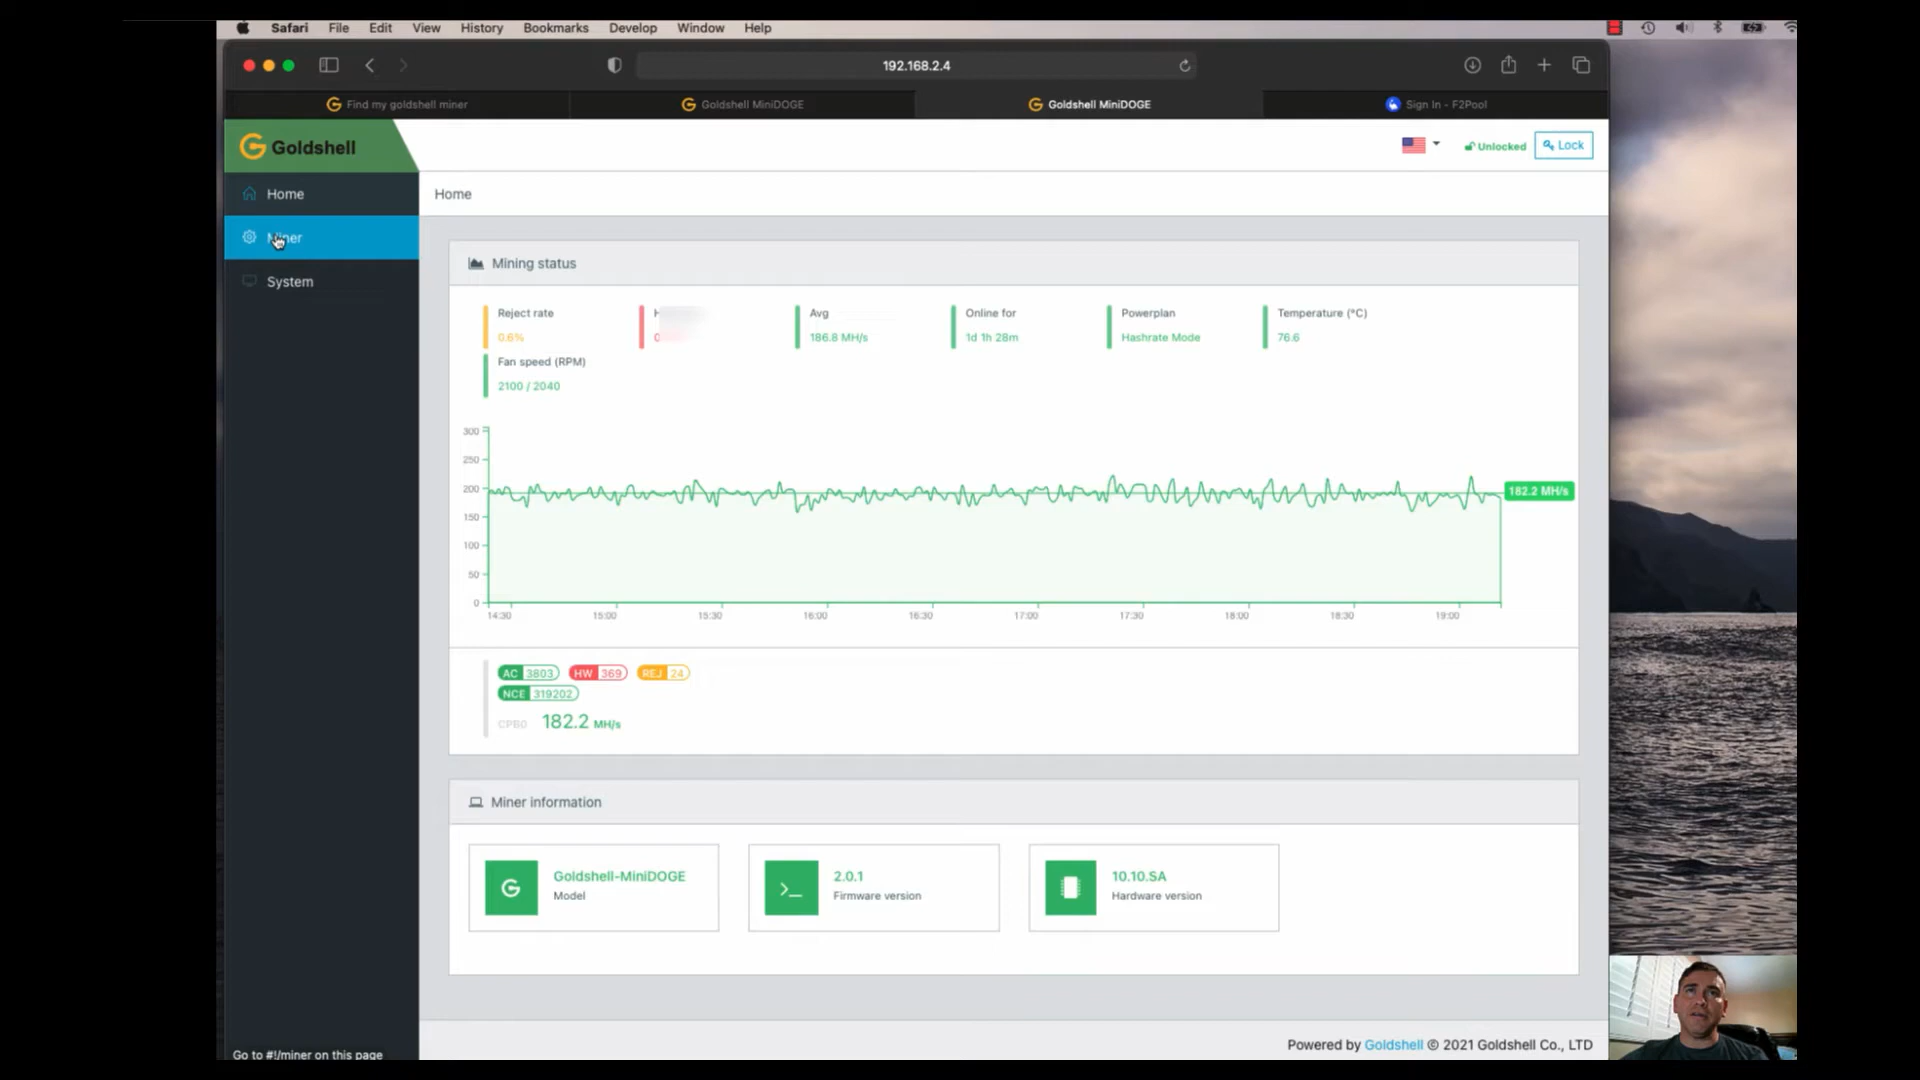 Safari File Edit View History Bookmarks Develop Window Help
192.168.2.4
Find my goldshell miner
Goldshell MiniDOGE
Goldshell MiniDOGE
Sign In - F2Pool
Goldshell
Unlocked
Lock
Home
Home
System
Mining status
Reject rate
0.6%
Avg
186.8 MH/s
Online for
1d 1h 28m
Powerplan
Hashrate Mode
Temperature (°C)
76.6
Fan speed (RPM)
2100 / 2040
300
250
200
150
100
50
0
182.2 MH/s
14:30 15:00 15:30 16:00 16:30 17:00 17:30 18:00 18:30 19:00
AC 3803 HW 369 REJ 24
NCE 319202
CPB0 182.2 MH/s
Miner information
Goldshell-MiniDOGE
Model
2.0.1
Firmware version
10.10.SA
Hardware version
Go to #!/miner on this page
Powered by Goldshell © 2021 Goldshell Co., LTD